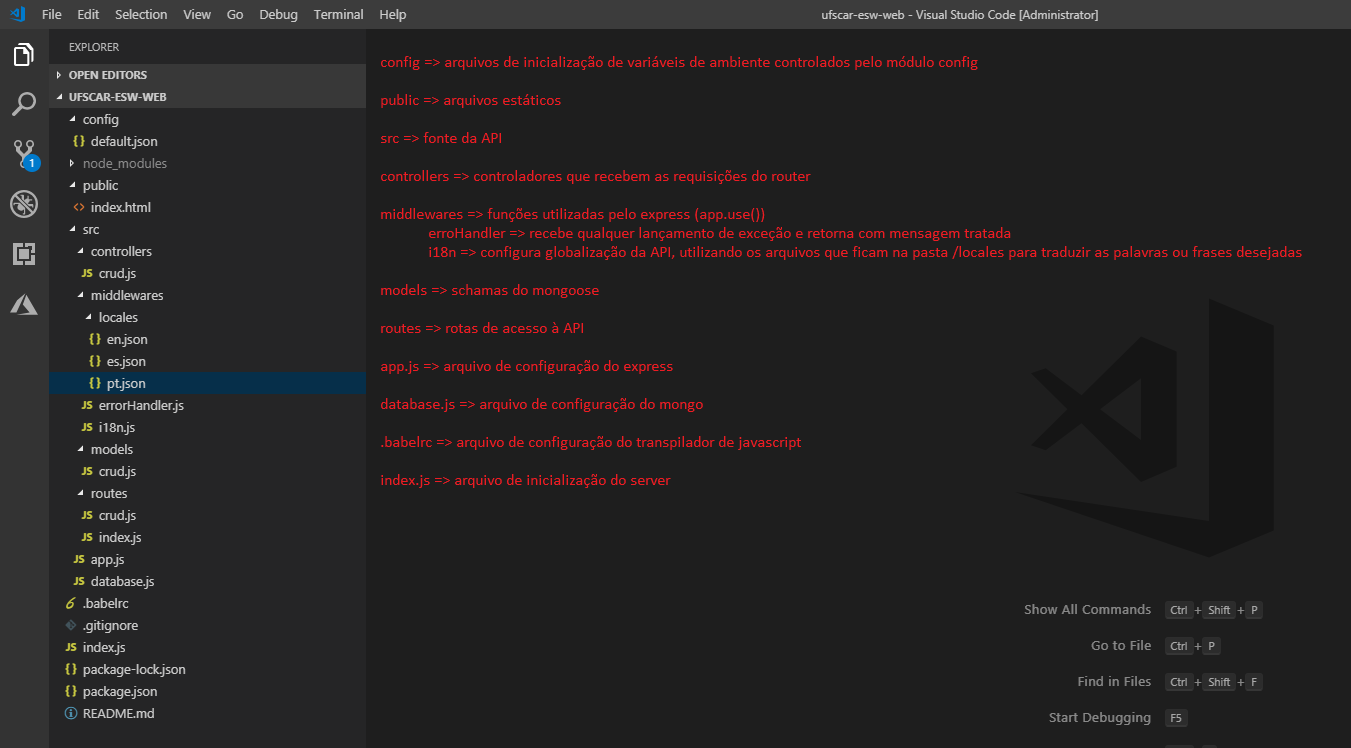 File Edit Selection View Go Debug Terminal Help
ufscar-esw-web - Visual Studio Code [Administrator]
EXPLORER
OPEN EDITORS
UFSCAR-ESW-WEB
config
{} default.json
node_modules
public
<> index.html
src
controllers
JS crud.js
middlewares
locales
{} en.json
{} es.json
{} pt.json
JS errorHandler.js
JS i18n.js
models
JS crud.js
routes
JS crud.js
JS index.js
JS app.js
JS database.js
.babelrc
.gitignore
JS index.js
{} package-lock.json
{} package.json
README.md
1
config => arquivos de inicialização de variáveis de ambiente controlados pelo módulo config
public => arquivos estáticos
src => fonte da API
controllers => controladores que recebem as requisições do router
middlewares => funções utilizadas pelo express (app.use())
erroHandler => recebe qualquer lançamento de exceção e retorna com mensagem tratada
i18n => configura globalização da API, utilizando os arquivos que ficam na pasta /locales para traduzir as palavras ou frases desejadas
models => schamas do mongoose
routes => rotas de acesso à API
app.js => arquivo de configuração do express
database.js => arquivo de configuração do mongo
.babelrc => arquivo de configuração do transpilador de javascript
index.js => arquivo de inicialização do server
Show All Commands Ctrl + Shift + P
Go to File Ctrl + P
Find in Files Ctrl + Shift + F
Start Debugging F5